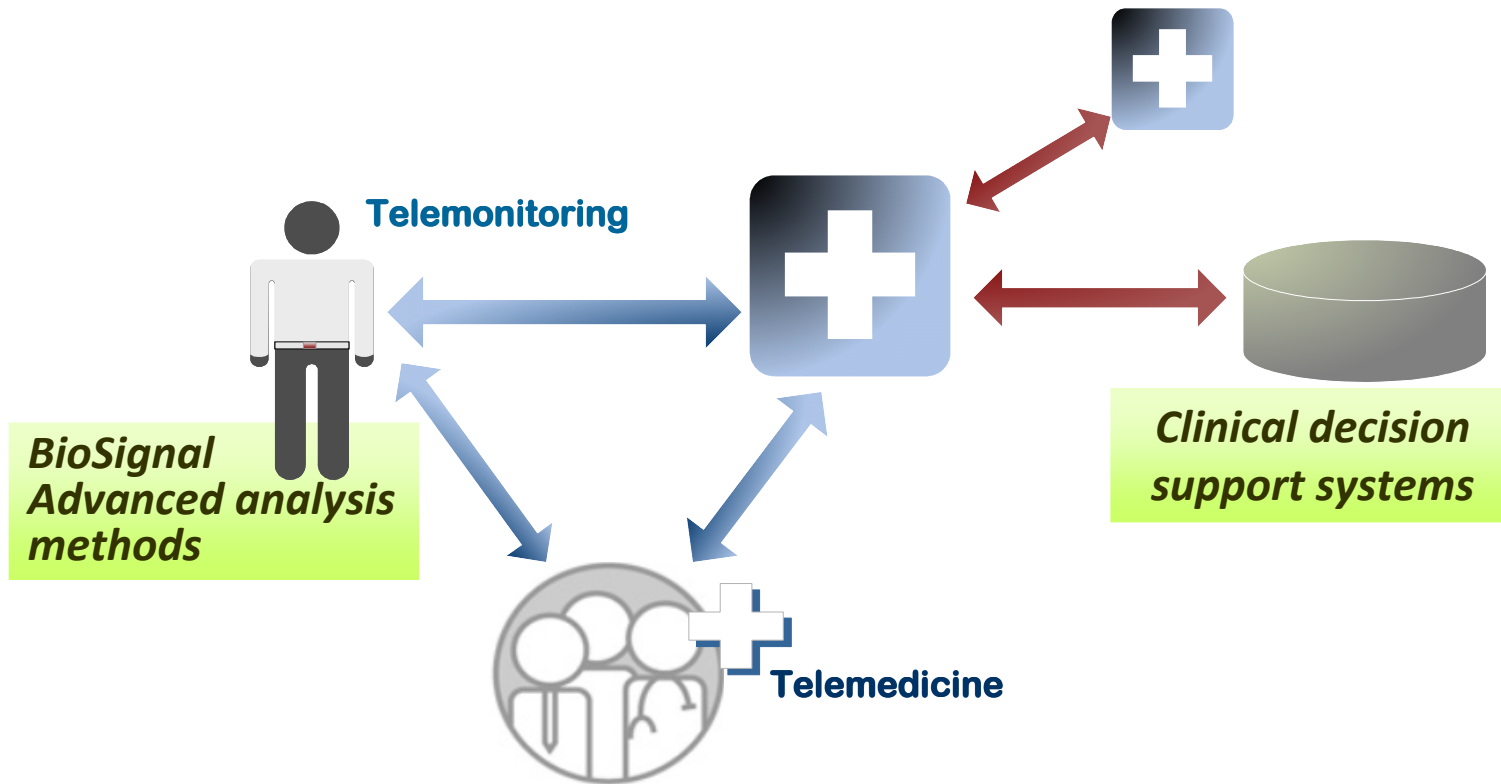 Telemonitoring
BioSignal
Advanced analysis
methods
Clinical decision
support systems
Telemedicine